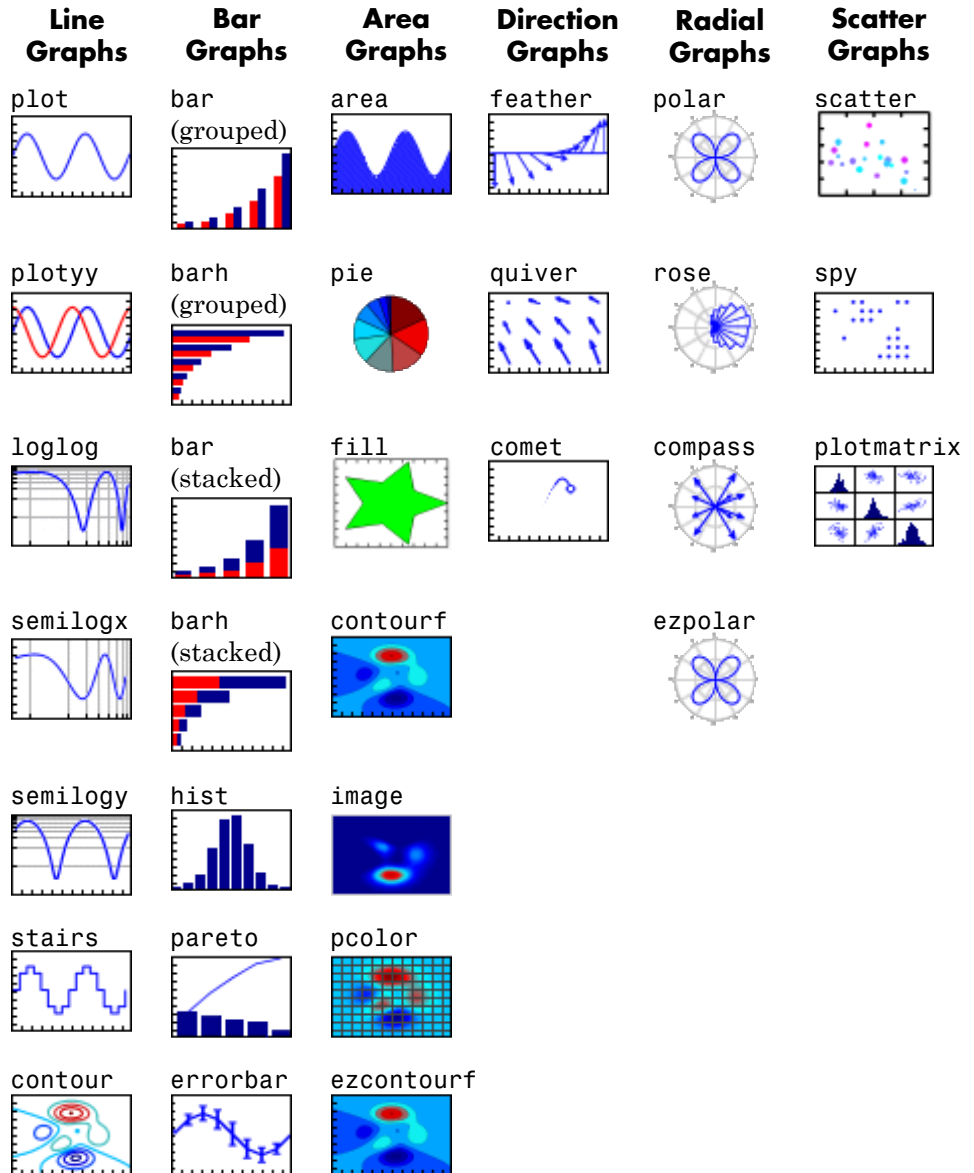 Line Graphs
Bar Graphs
Area Graphs
Direction Graphs
Radial Graphs
Scatter Graphs
plot
bar
(grouped)
area
feather
polar
scatter
plotyy
barh
(grouped)
pie
quiver
rose
spy
loglog
bar
(stacked)
fill
comet
compass
plotmatrix
semilogx
barh
(stacked)
contourf
ezpolar
semilogy
hist
image
stairs
pareto
pcolor
contour
errorbar
ezcontourf